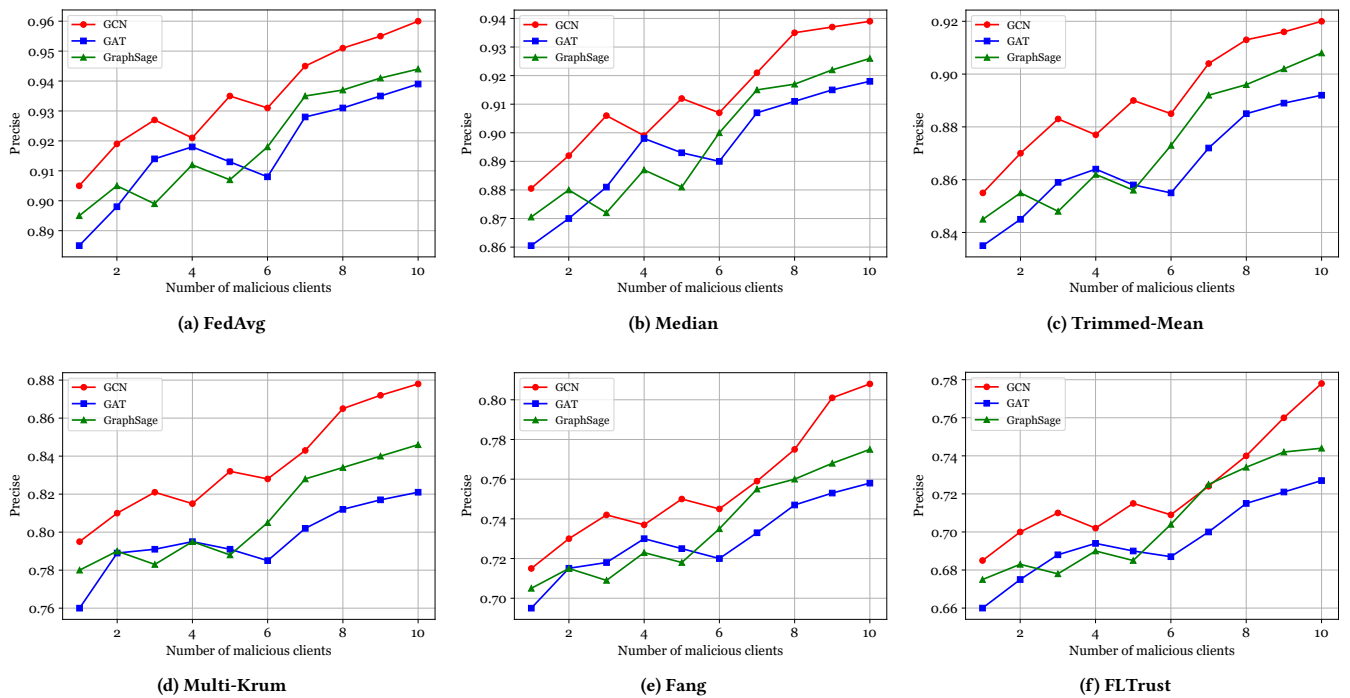 0.96
0.95
0.94
0.93
0.92
0.91
0.90
0.89
Precise
GCN
GAT
GraphSage
2 4 6 8 10
Number of malicious clients
(a) FedAvg
0.94
0.93
0.92
0.91
0.90
0.89
0.88
0.87
0.86
Precise
GCN
GAT
GraphSage
2 4 6 8 10
Number of malicious clients
(b) Median
0.92
0.90
0.88
0.86
0.84
Precise
GCN
GAT
GraphSage
2 4 6 8 10
Number of malicious clients
(c) Trimmed-Mean
0.88
0.86
0.84
0.82
0.80
0.78
0.76
Precise
GCN
GAT
GraphSage
2 4 6 8 10
Number of malicious clients
(d) Multi-Krum
0.80
0.78
0.76
0.74
0.72
0.70
Precise
GCN
GAT
GraphSage
2 4 6 8 10
Number of malicious clients
(e) Fang
0.78
0.76
0.74
0.72
0.70
0.68
0.66
Precise
GCN
GAT
GraphSage
2 4 6 8 10
Number of malicious clients
(f) FLTrust